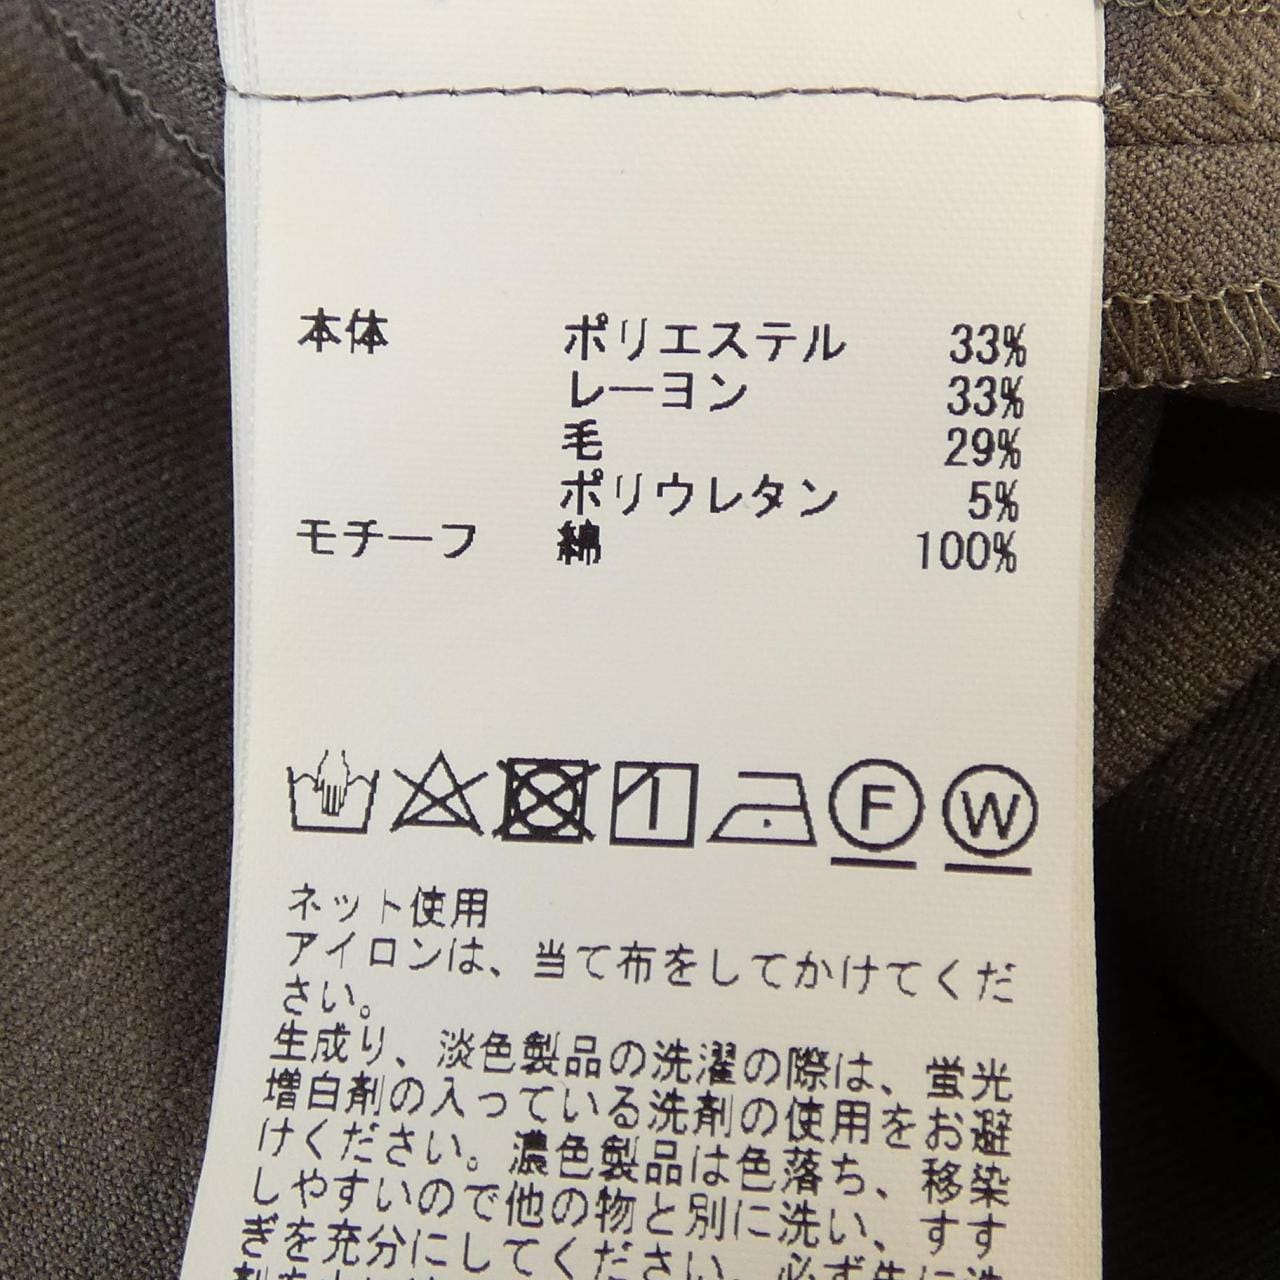 本体 ポリエステル 33%
レーヨン 33%
毛 29%
ポリウレタン 5%
モチーフ 綿 100%
F W
ネット使用
アイロンは、当て布をしてかけてくだ
さい。
生成り、淡色製品の洗濯の際は、蛍光
増白剤の入っている洗剤の使用をお避
けください。濃色製品は色落ち、移染
しやすいので他の物と別に洗い、すす
ぎを充分にしてください。必ず先に洗